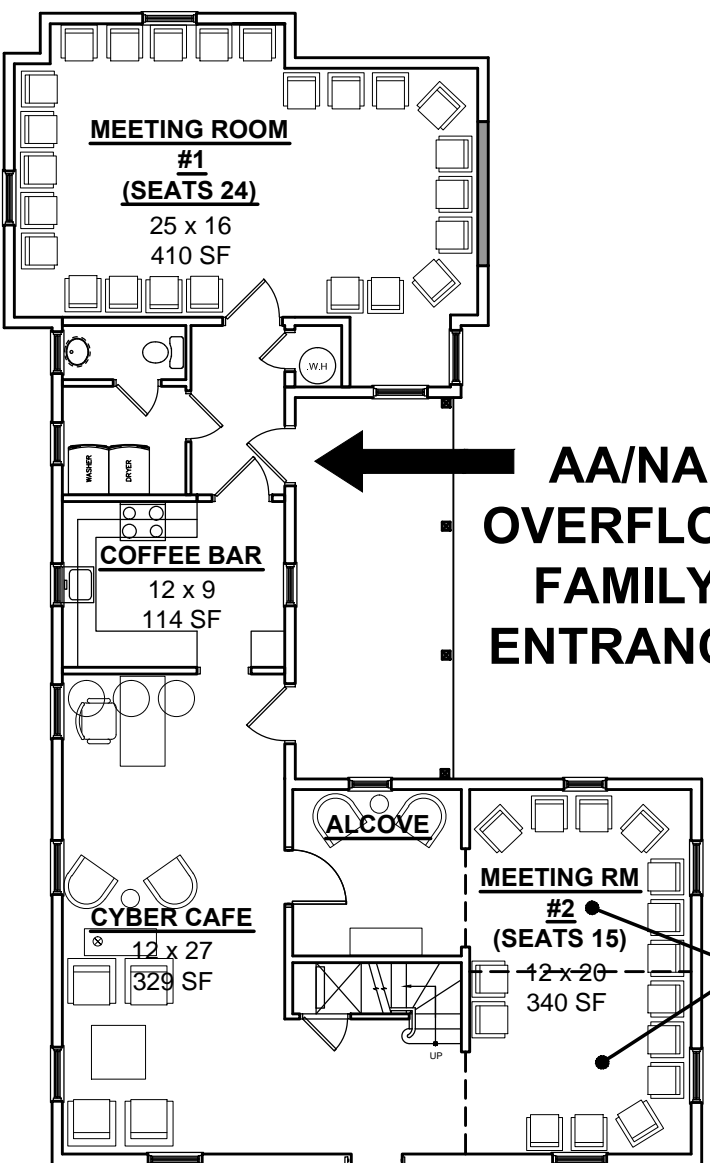 MEETING ROOM
#1
(SEATS 24)
25 x 16
410 SF
.W.H
WASHER
DRYER
AA/NA
OVERFLO
FAMILY
ENTRANC
COFFEE BAR
12 x 9
114 SF
ALCOVE
MEETING RM
#2
(SEATS 15)
12 x 20
340 SF
CYBER CAFE
12 x 27
329 SF
UP